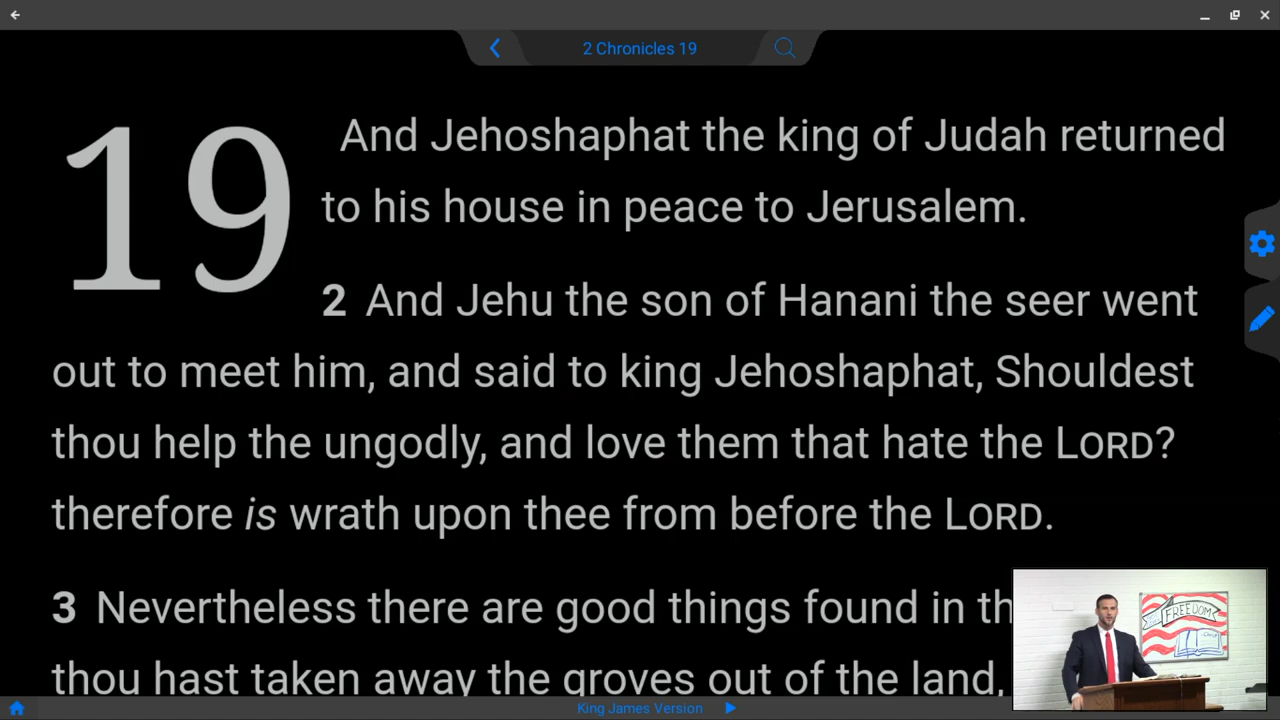 2 Chronicles 19
19 And Jehoshaphat the king of Judah returned
to his house in peace to Jerusalem.
2 And Jehu the son of Hanani the seer went
out to meet him, and said to king Jehoshaphat, Shouldest
thou help the ungodly, and love them that hate the LORD?
therefore is wrath upon thee from before the LORD.
3 Nevertheless there are good things found in
thou hast taken away the groves out of the land,
FREEDOM
King James Version